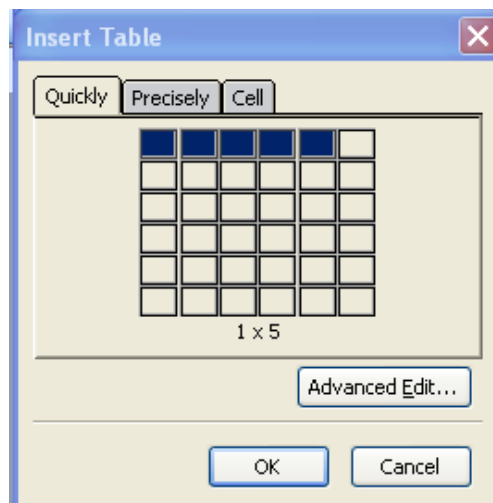 Insert Table
Quickly Precisely Cell
1 x 5
Advanced Edit...
OK Cancel